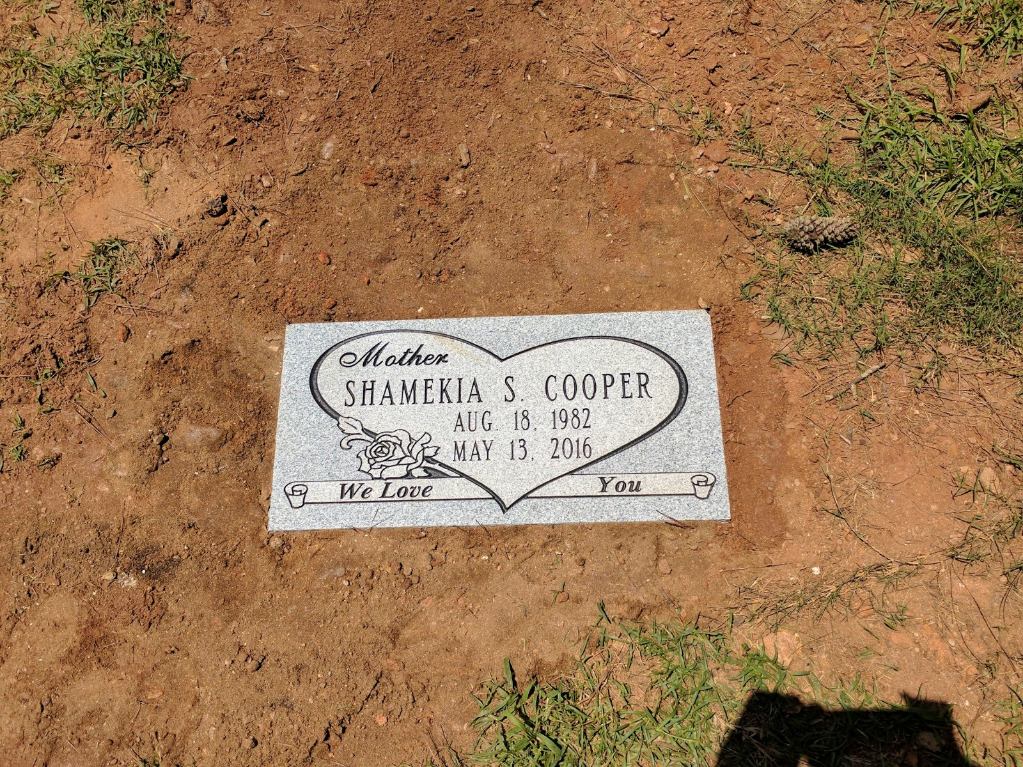 Mother
SHAMEKIA S. COOPER
AUG. 18, 1982
MAY 13, 2016
We Love You